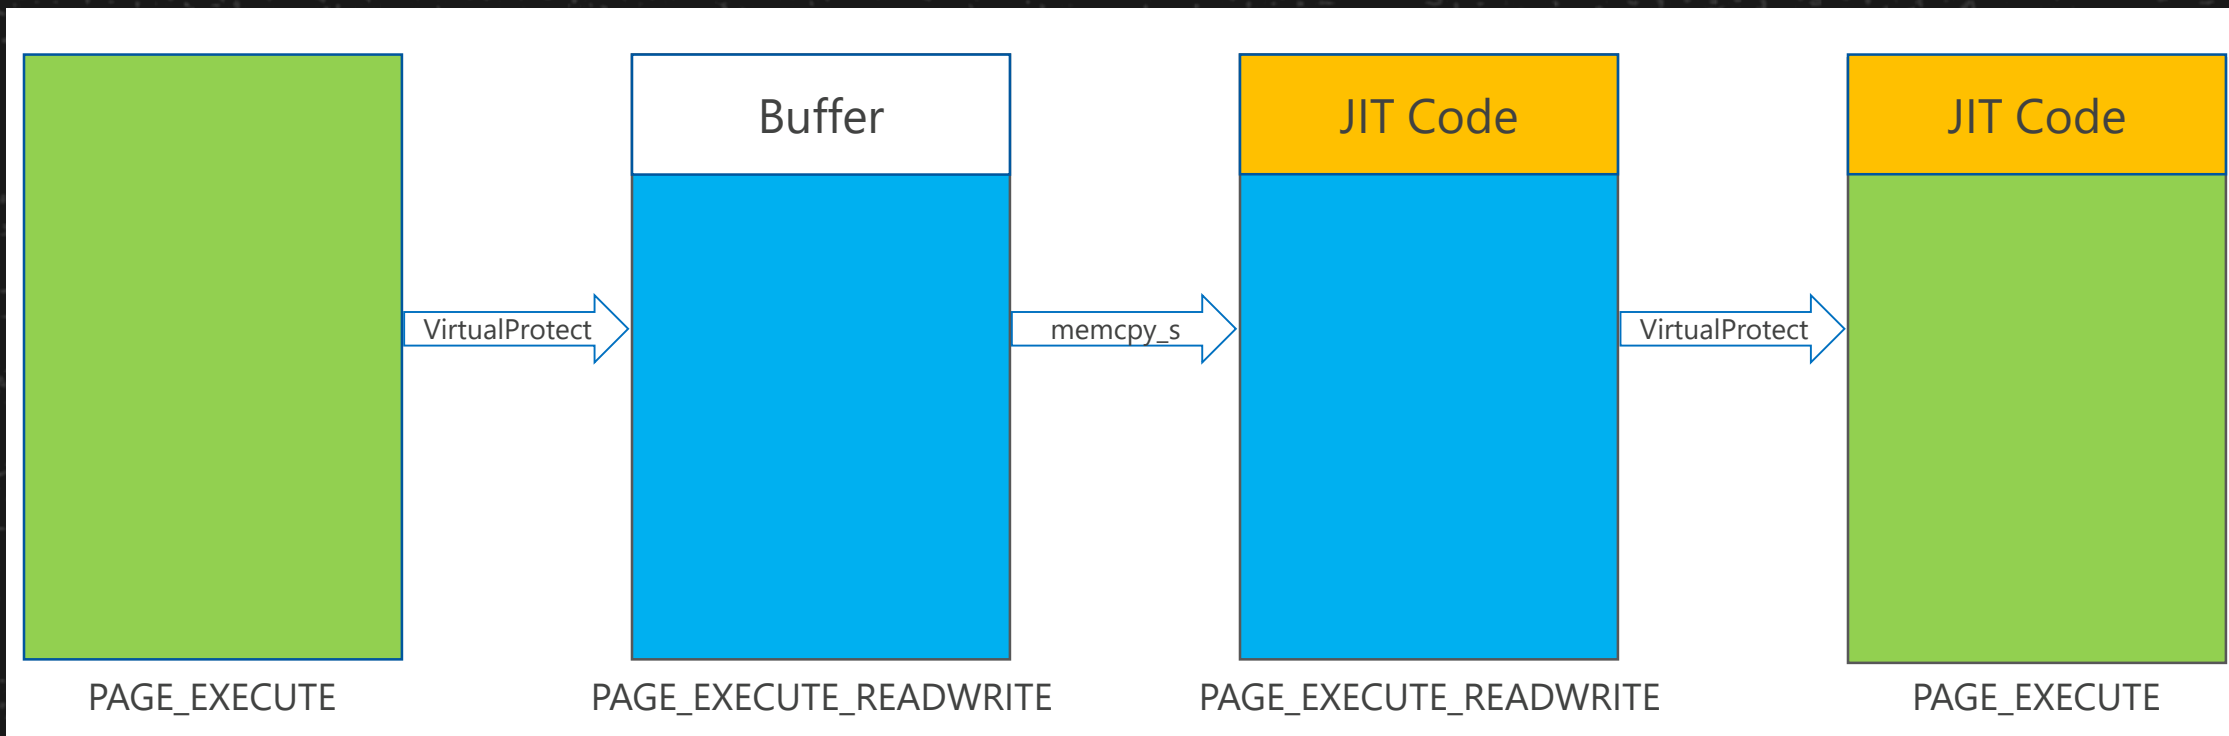 Buffer
JIT Code
JIT Code
VirtualProtect
memcpy_s
VirtualProtect
PAGE_EXECUTE
PAGE_EXECUTE_READWRITE
PAGE_EXECUTE_READWRITE
PAGE_EXECUTE